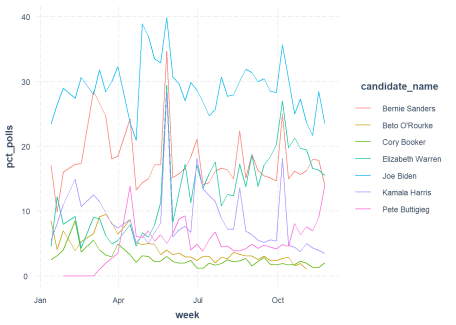 pct_polls
40
30
20
10
0
Jan
Apr
Jul
Oct
week
candidate_name
Bernie Sanders
Beto O'Rourke
Cory Booker
Elizabeth Warren
Joe Biden
Kamala Harris
Pete Buttigieg